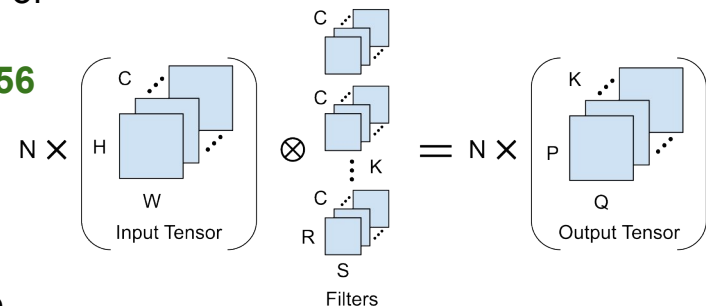 56
C
N × H
W
Input Tensor
⊗
C
C
K
C
R
S
Filters
= N ×
K
P
Q
Output Tensor